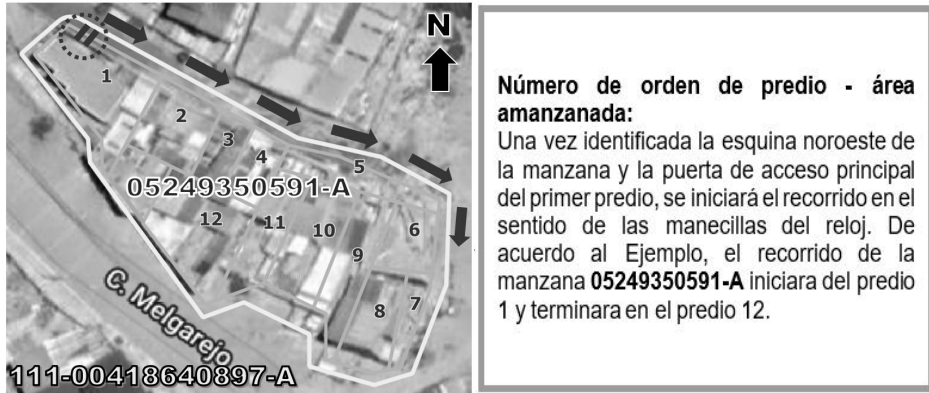 N
1
2
3
4
5
05249350591-A
6
12
11
10
9
7
8
C. Melgarejo
111-00418640897-A
Número de orden de predio - área
amanzanada:
Una vez identificada la esquina noroeste de
la manzana y la puerta de acceso principal
del primer predio, se iniciará el recorrido en el
sentido de las manecillas del reloj. De
acuerdo al Ejemplo, el recorrido de la
manzana 05249350591-A iniciara del predio
1 y terminara en el predio 12.